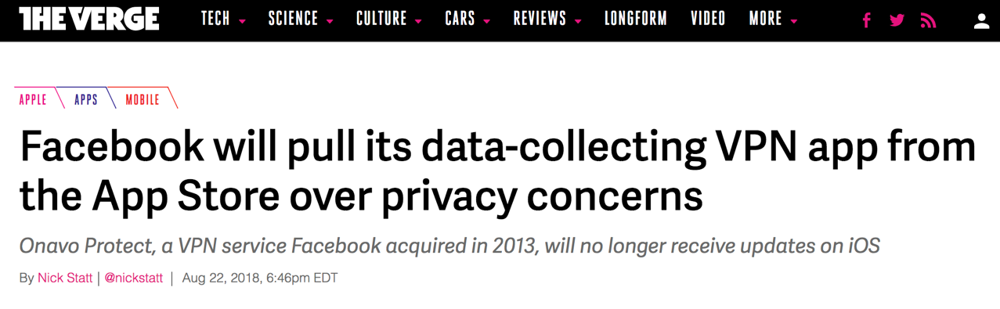 THE VERGE TECH SCIENCE CULTURE CARS REVIEWS LONGFORM VIDEO MORE
APPLE APPS MOBILE
Facebook will pull its data-collecting VPN app from
the App Store over privacy concerns
Onavo Protect, a VPN service Facebook acquired in 2013, will no longer receive updates on iOS
By Nick Statt | @nickstatt | Aug 22, 2018, 6:46pm EDT